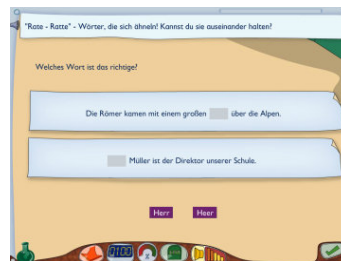 "Rate - Ratte" - Wörter, die sich ähneln! Kannst du sie auseinander halten?
Welches Wort ist das richtige?
Die Römer kamen mit einem großen über die Alpen.
Müller ist der Direktor unserer Schule.
Herr Heer
0100